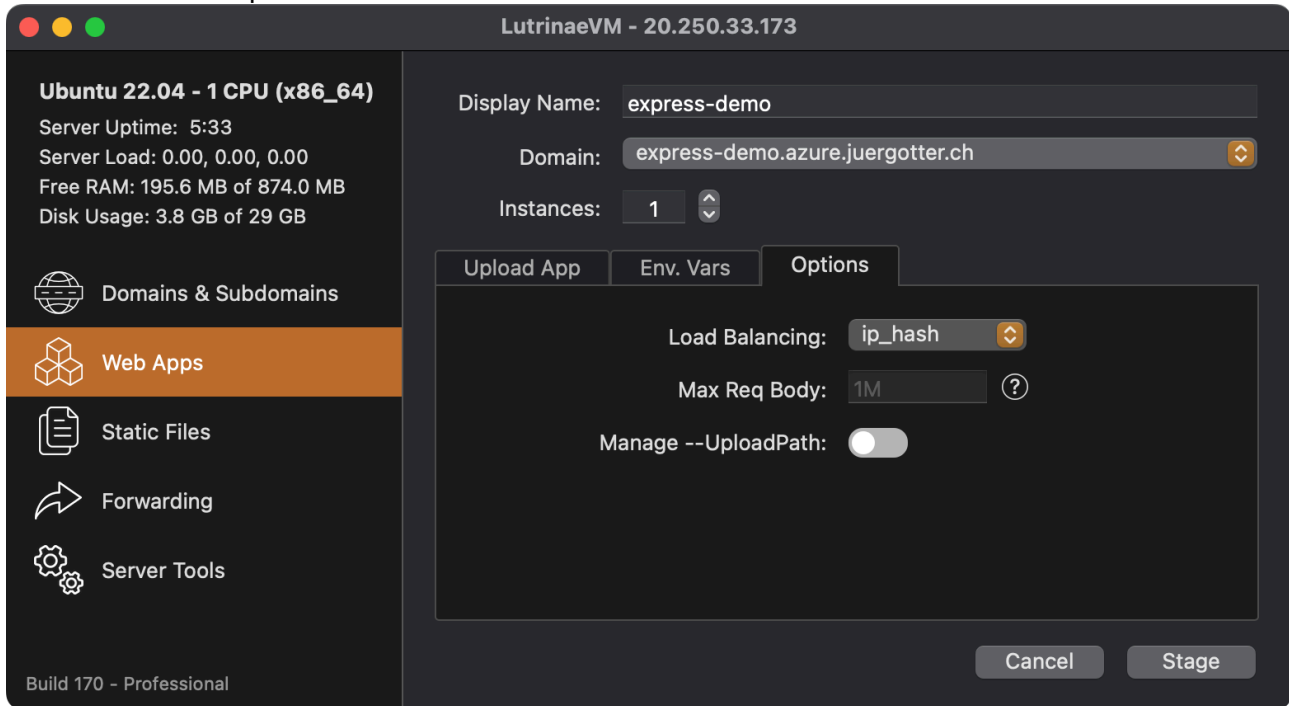 LutrinaeVM - 20.250.33.173
Ubuntu 22.04 - 1 CPU (x86_64)
Server Uptime: 5:33
Server Load: 0.00, 0.00, 0.00
Free RAM: 195.6 MB of 874.0 MB
Disk Usage: 3.8 GB of 29 GB
Domains & Subdomains
Web Apps
Static Files
Forwarding
Server Tools
Build 170 - Professional
Display Name: express-demo
Domain: express-demo.azure.juergotter.ch
Instances: 1
Upload App Env. Vars Options
Load Balancing: ip_hash
Max Req Body: 1M ?
Manage --UploadPath:
Cancel Stage